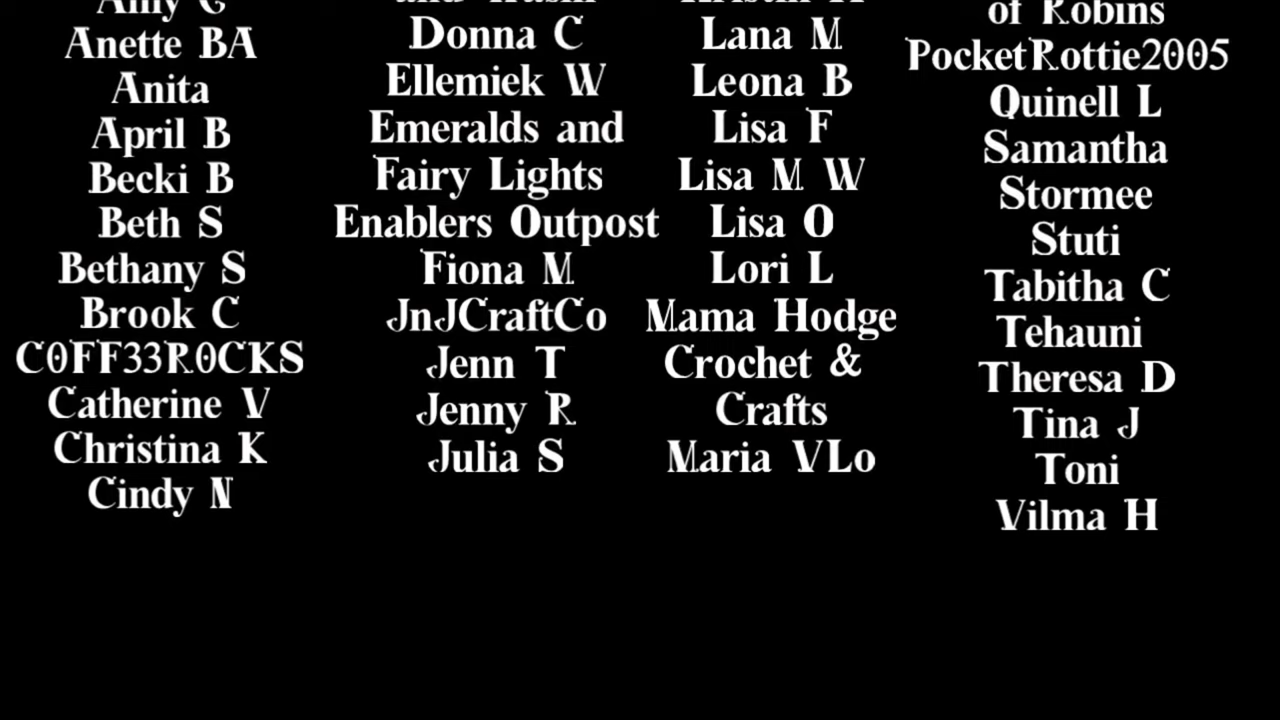 Amy C
Anette BA
Anita
April B
Becki B
Beth S
Bethany S
Brook C
C0FF33R0CKS
Catherine V
Christina K
Cindy N
Donna C
Ellemiek W
Emeralds and
Fairy Lights
Enablers Outpost
Fiona M
JnJCraftCo
Jenn T
Jenny R
Julia S
Lana M
Leona B
Lisa F
Lisa M W
Lisa O
Lori L
Mama Hodge
Crochet &
Crafts
Maria VLo
of Robins
PocketRottie2005
Quinell L
Samantha
Stormee
Stuti
Tabitha C
Tehauni
Theresa D
Tina J
Toni
Vilma H